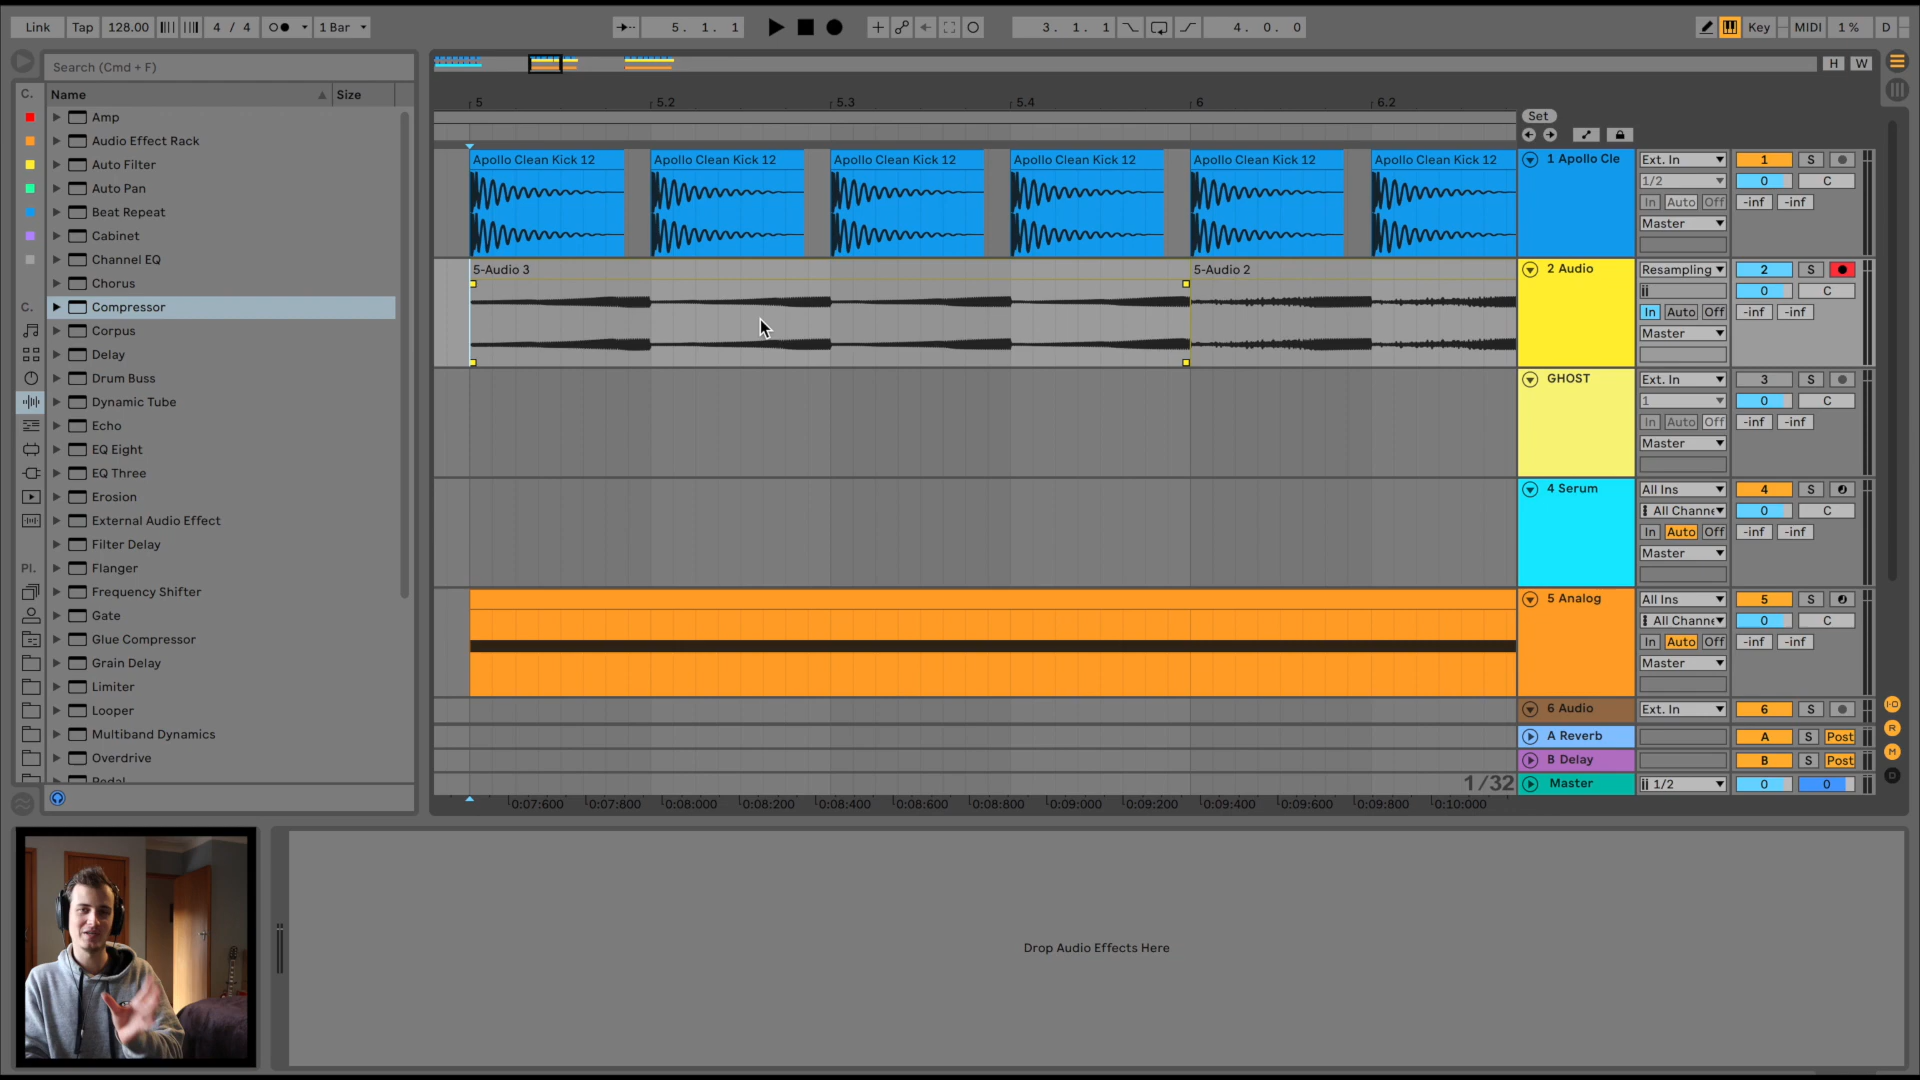 Link Tap 128.00 4 / 4 1 Bar 5. 1. 1 3. 1. 1 4. 0. 0 Key MIDI 1 % D
Search (Cmd + F)
H W
C. Name Size
5 5.2 5.3 5.4 6 6.2
Set
Amp
Audio Effect Rack
Auto Filter
Auto Pan
Beat Repeat
Cabinet
Channel EQ
Chorus
C.
Compressor
Corpus
Delay
Drum Buss
Dynamic Tube
Echo
EQ Eight
EQ Three
Erosion
External Audio Effect
Filter Delay
Pl.
Flanger
Frequency Shifter
Gate
Glue Compressor
Grain Delay
Limiter
Looper
Multiband Dynamics
Overdrive
Pedal
Apollo Clean Kick 12 Apollo Clean Kick 12 Apollo Clean Kick 12 Apollo Clean Kick 12 Apollo Clean Kick 12 Apollo Clean Kick 12
1 Apollo Cle Ext. In 1 S
1/2 0 C
In Auto Off -inf -inf
Master
5-Audio 3 5-Audio 2
2 Audio Resampling 2 S
0 C
In Auto Off -inf -inf
Master
GHOST Ext. In 3 S
1 0 C
In Auto Off -inf -inf
Master
4 Serum All Ins 4 S
All Channe 0 C
In Auto Off -inf -inf
Master
5 Analog All Ins 5 S
All Channe 0 C
In Auto Off -inf -inf
Master
6 Audio Ext. In 6 S
I·O
A Reverb A S Post
R
B Delay B S Post
M
1/32 Master 1/2 0 0
D
0:07:600 0:07:800 0:08:000 0:08:200 0:08:400 0:08:600 0:08:800 0:09:000 0:09:200 0:09:400 0:09:600 0:09:800 0:10:000
Drop Audio Effects Here